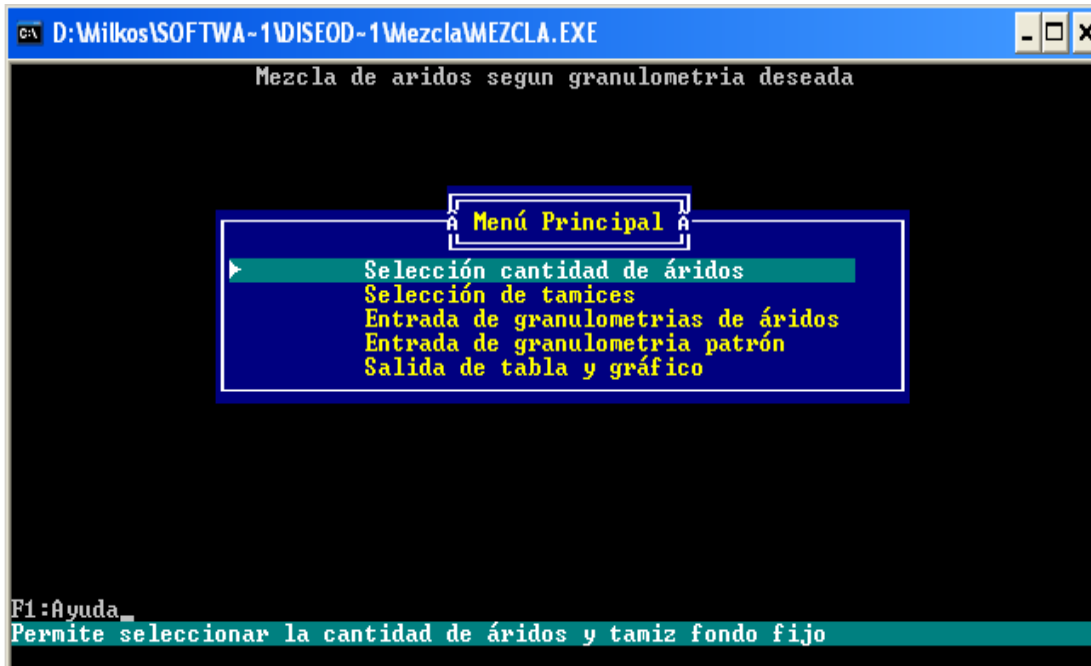 D:\Milkos\SOFTWA~1\DISEOD~1\Mezcla\MEZCLA.EXE
Mezcla de aridos segun granulometria deseada
Menú Principal
Selección cantidad de áridos
Selección de tamices
Entrada de granulometrias de áridos
Entrada de granulometria patrón
Salida de tabla y gráfico
F1:Ayuda_
Permite seleccionar la cantidad de áridos y tamiz fondo fijo